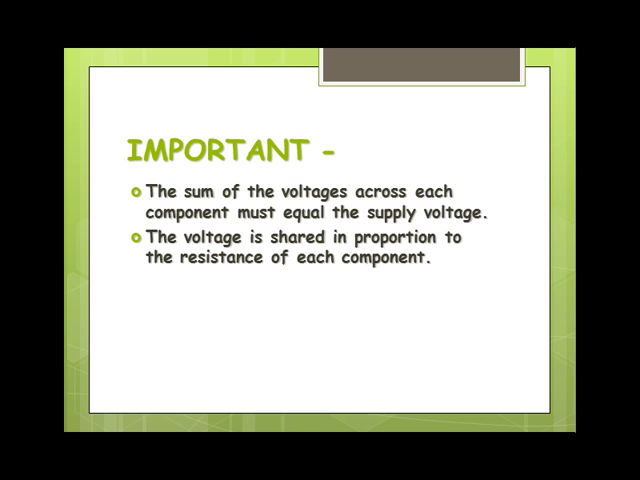 IMPORTANT -
The sum of the voltages across each
component must equal the supply voltage.
The voltage is shared in proportion to
the resistance of each component.